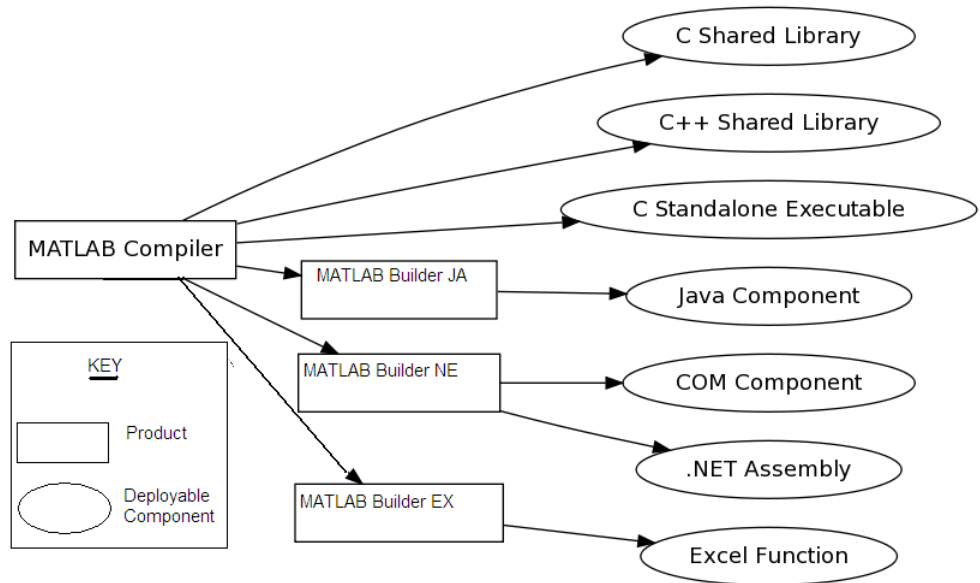 C Shared Library
C++ Shared Library
C Standalone Executable
MATLAB Compiler
MATLAB Builder JA
Java Component
KEY
MATLAB Builder NE
COM Component
Product
.NET Assembly
Deployable
Component
MATLAB Builder EX
Excel Function